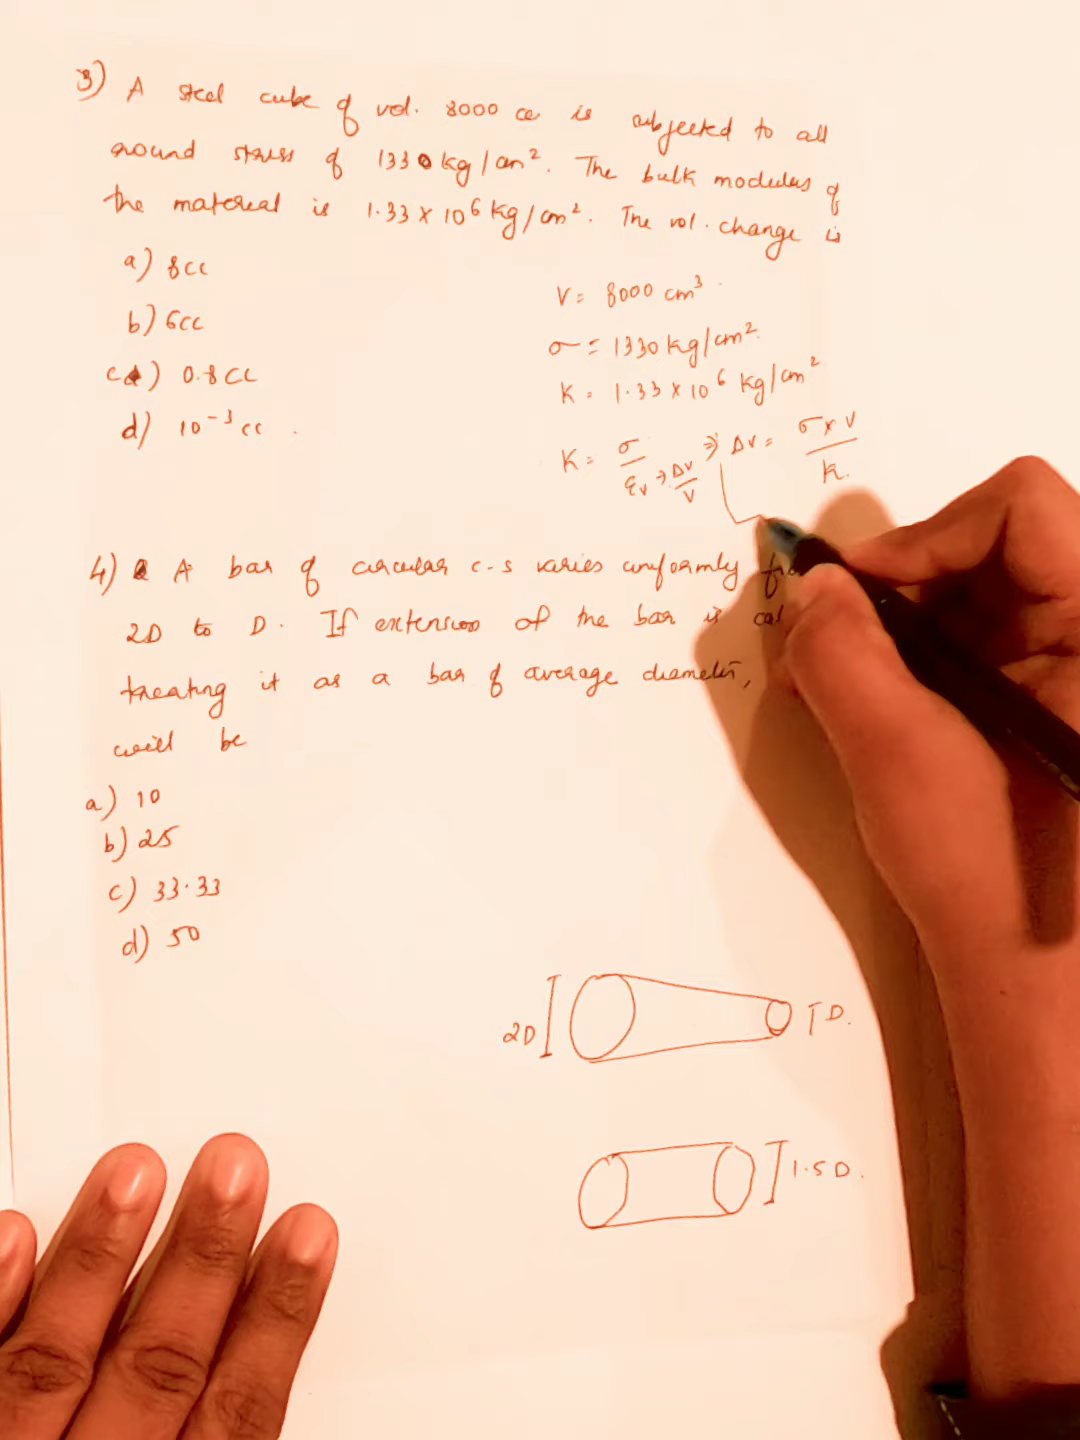 3) A steel cube of vol. 8000 cc is subjected to all
around stress of 1330 kg/cm². The bulk modulus of
the material is 1.33 × 10⁶ kg/cm². The vol. change is
a) 8cc
b) 6cc
c) 0.8cc
d) 10⁻³cc.
V = 8000 cm³.
σ = 1330 kg/cm².
K = 1.33 × 10⁶ kg/cm²
K = σ/εv → ΔV/V ⇒ ΔV = σ×V/K.
4) A bar of circular c-s varies uniformly
2D to D. If extension of the bar is
treating it as a bar of average diameter,
will be
a) 10
b) 25
c) 33.33
d) 50
2D
D.
1.5D.